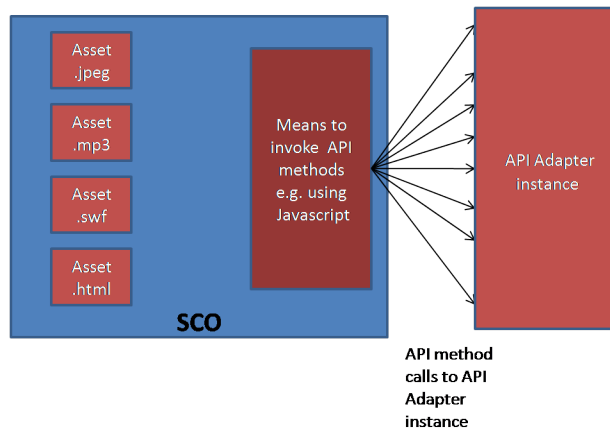 Asset
.jpeg
Asset
.mp3
Asset
.swf
Asset
.html
Means to
invoke API
methods
e.g. using
Javascript
SCO
API Adapter
instance
API method
calls to API
Adapter
instance